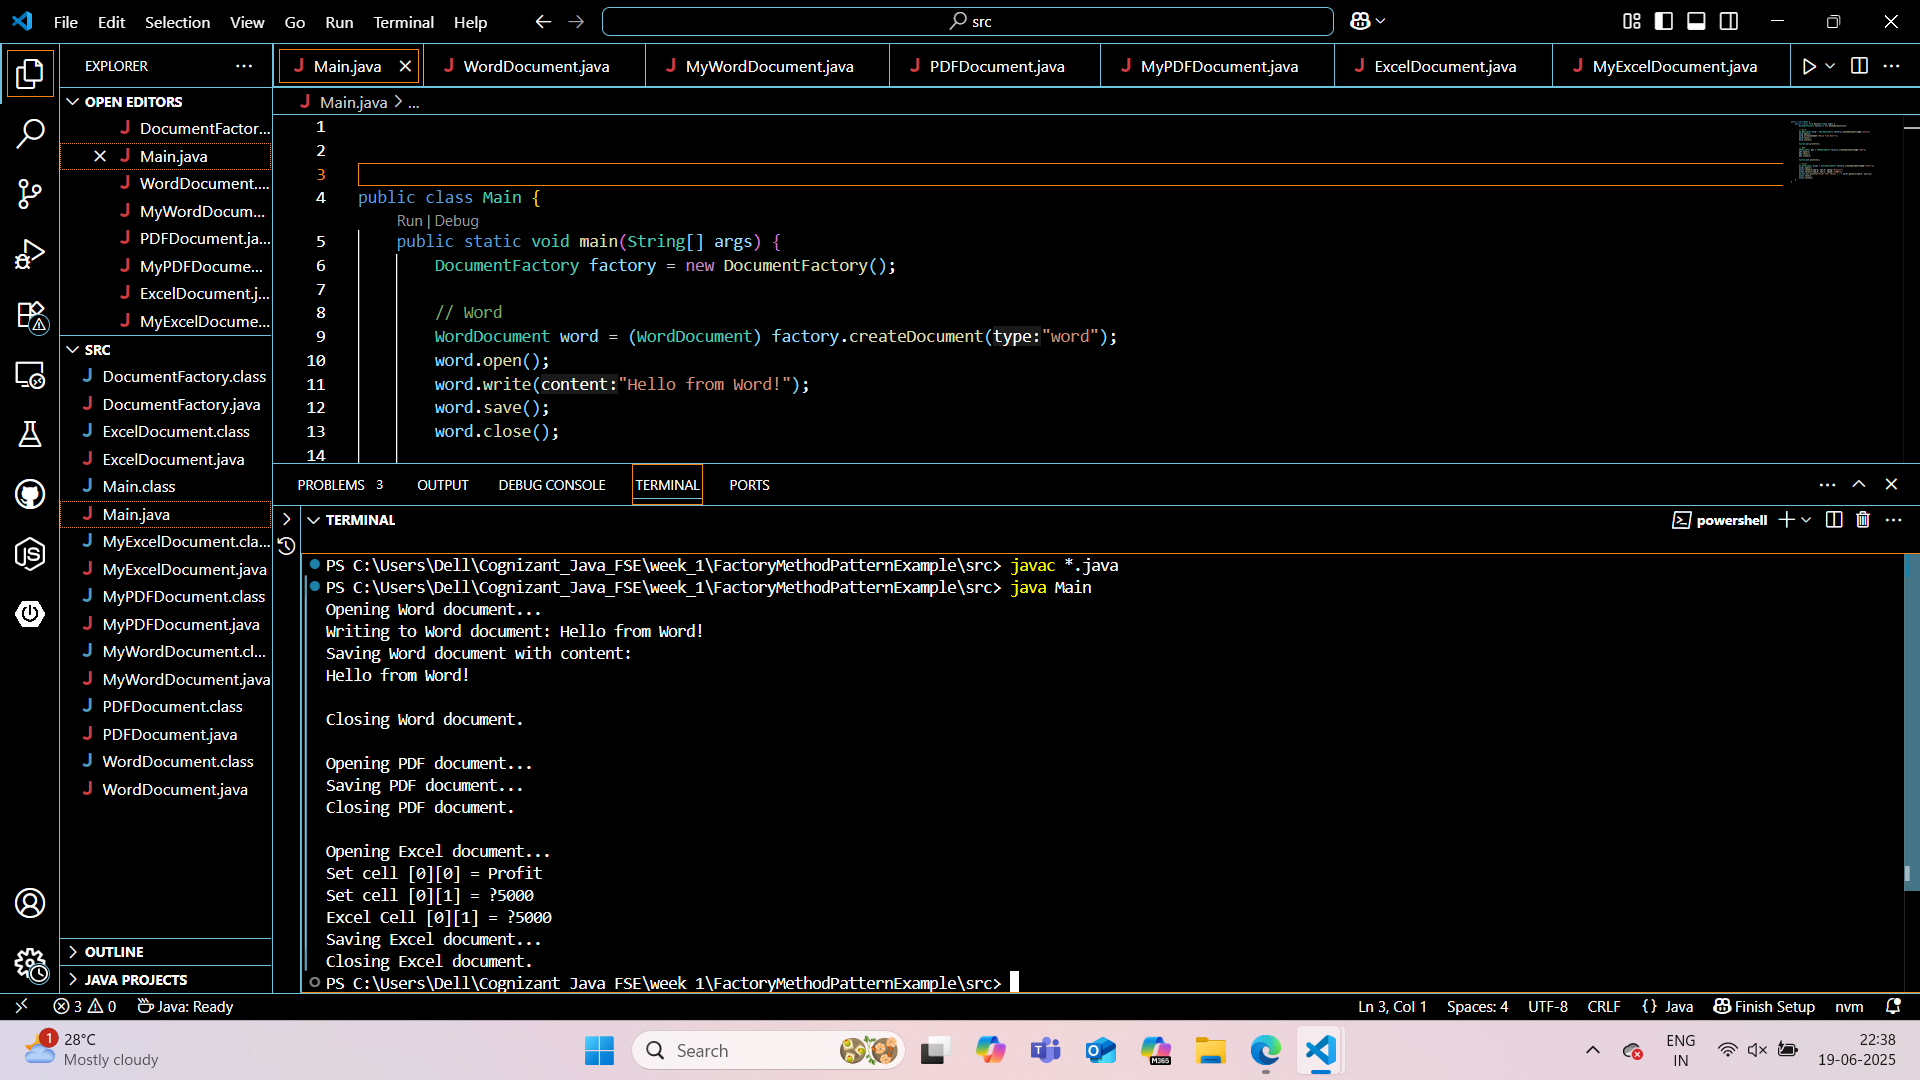 File Edit Selection View Go Run Terminal Help
src
EXPLORER
OPEN EDITORS
DocumentFactor...
Main.java
WordDocument....
MyWordDocum...
PDFDocument.ja...
MyPDFDocume...
ExcelDocument.j...
MyExcelDocume...
SRC
DocumentFactory.class
DocumentFactory.java
ExcelDocument.class
ExcelDocument.java
Main.class
Main.java
MyExcelDocument.cla...
MyExcelDocument.java
MyPDFDocument.class
MyPDFDocument.java
MyWordDocument.cl...
MyWordDocument.java
PDFDocument.class
PDFDocument.java
WordDocument.class
WordDocument.java
OUTLINE
JAVA PROJECTS
Main.java WordDocument.java MyWordDocument.java PDFDocument.java MyPDFDocument.java ExcelDocument.java MyExcelDocument.java
Main.java > ...
1
2
3
4 public class Main {
Run | Debug
5 public static void main(String[] args) {
6 DocumentFactory factory = new DocumentFactory();
7
8 // Word
9 WordDocument word = (WordDocument) factory.createDocument(type:"word");
10 word.open();
11 word.write(content:"Hello from Word!");
12 word.save();
13 word.close();
14
PROBLEMS 3 OUTPUT DEBUG CONSOLE TERMINAL PORTS
TERMINAL
powershell
PS C:\Users\Dell\Cognizant_Java_FSE\week_1\FactoryMethodPatternExample\src> javac *.java
PS C:\Users\Dell\Cognizant_Java_FSE\week_1\FactoryMethodPatternExample\src> java Main
Opening Word document...
Writing to Word document: Hello from Word!
Saving Word document with content:
Hello from Word!
Closing Word document.
Opening PDF document...
Saving PDF document...
Closing PDF document.
Opening Excel document...
Set cell [0][0] = Profit
Set cell [0][1] = ?5000
Excel Cell [0][1] = ?5000
Saving Excel document...
Closing Excel document.
PS C:\Users\Dell\Cognizant_Java_FSE\week_1\FactoryMethodPatternExample\src>
3 0 Java: Ready
Ln 3, Col 1 Spaces: 4 UTF-8 CRLF {} Java Finish Setup nvm
1
28°C
Mostly cloudy
Search
M365
ENG
IN
22:38
19-06-2025